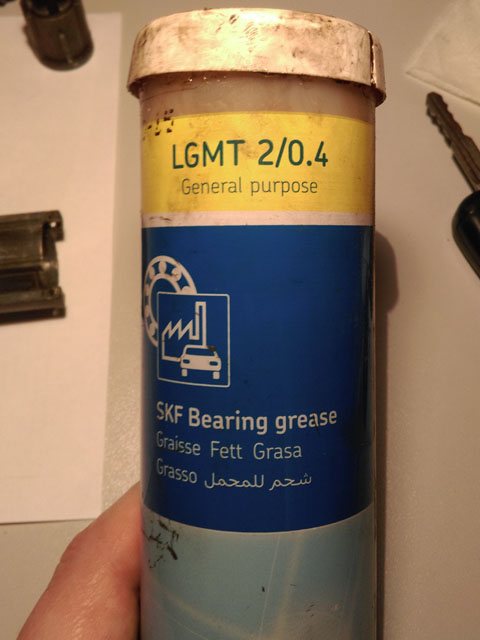 LGMT 2/0.4
General purpose
SKF Bearing grease
Graisse Fett Grasa
Grasso شحم للمحمل